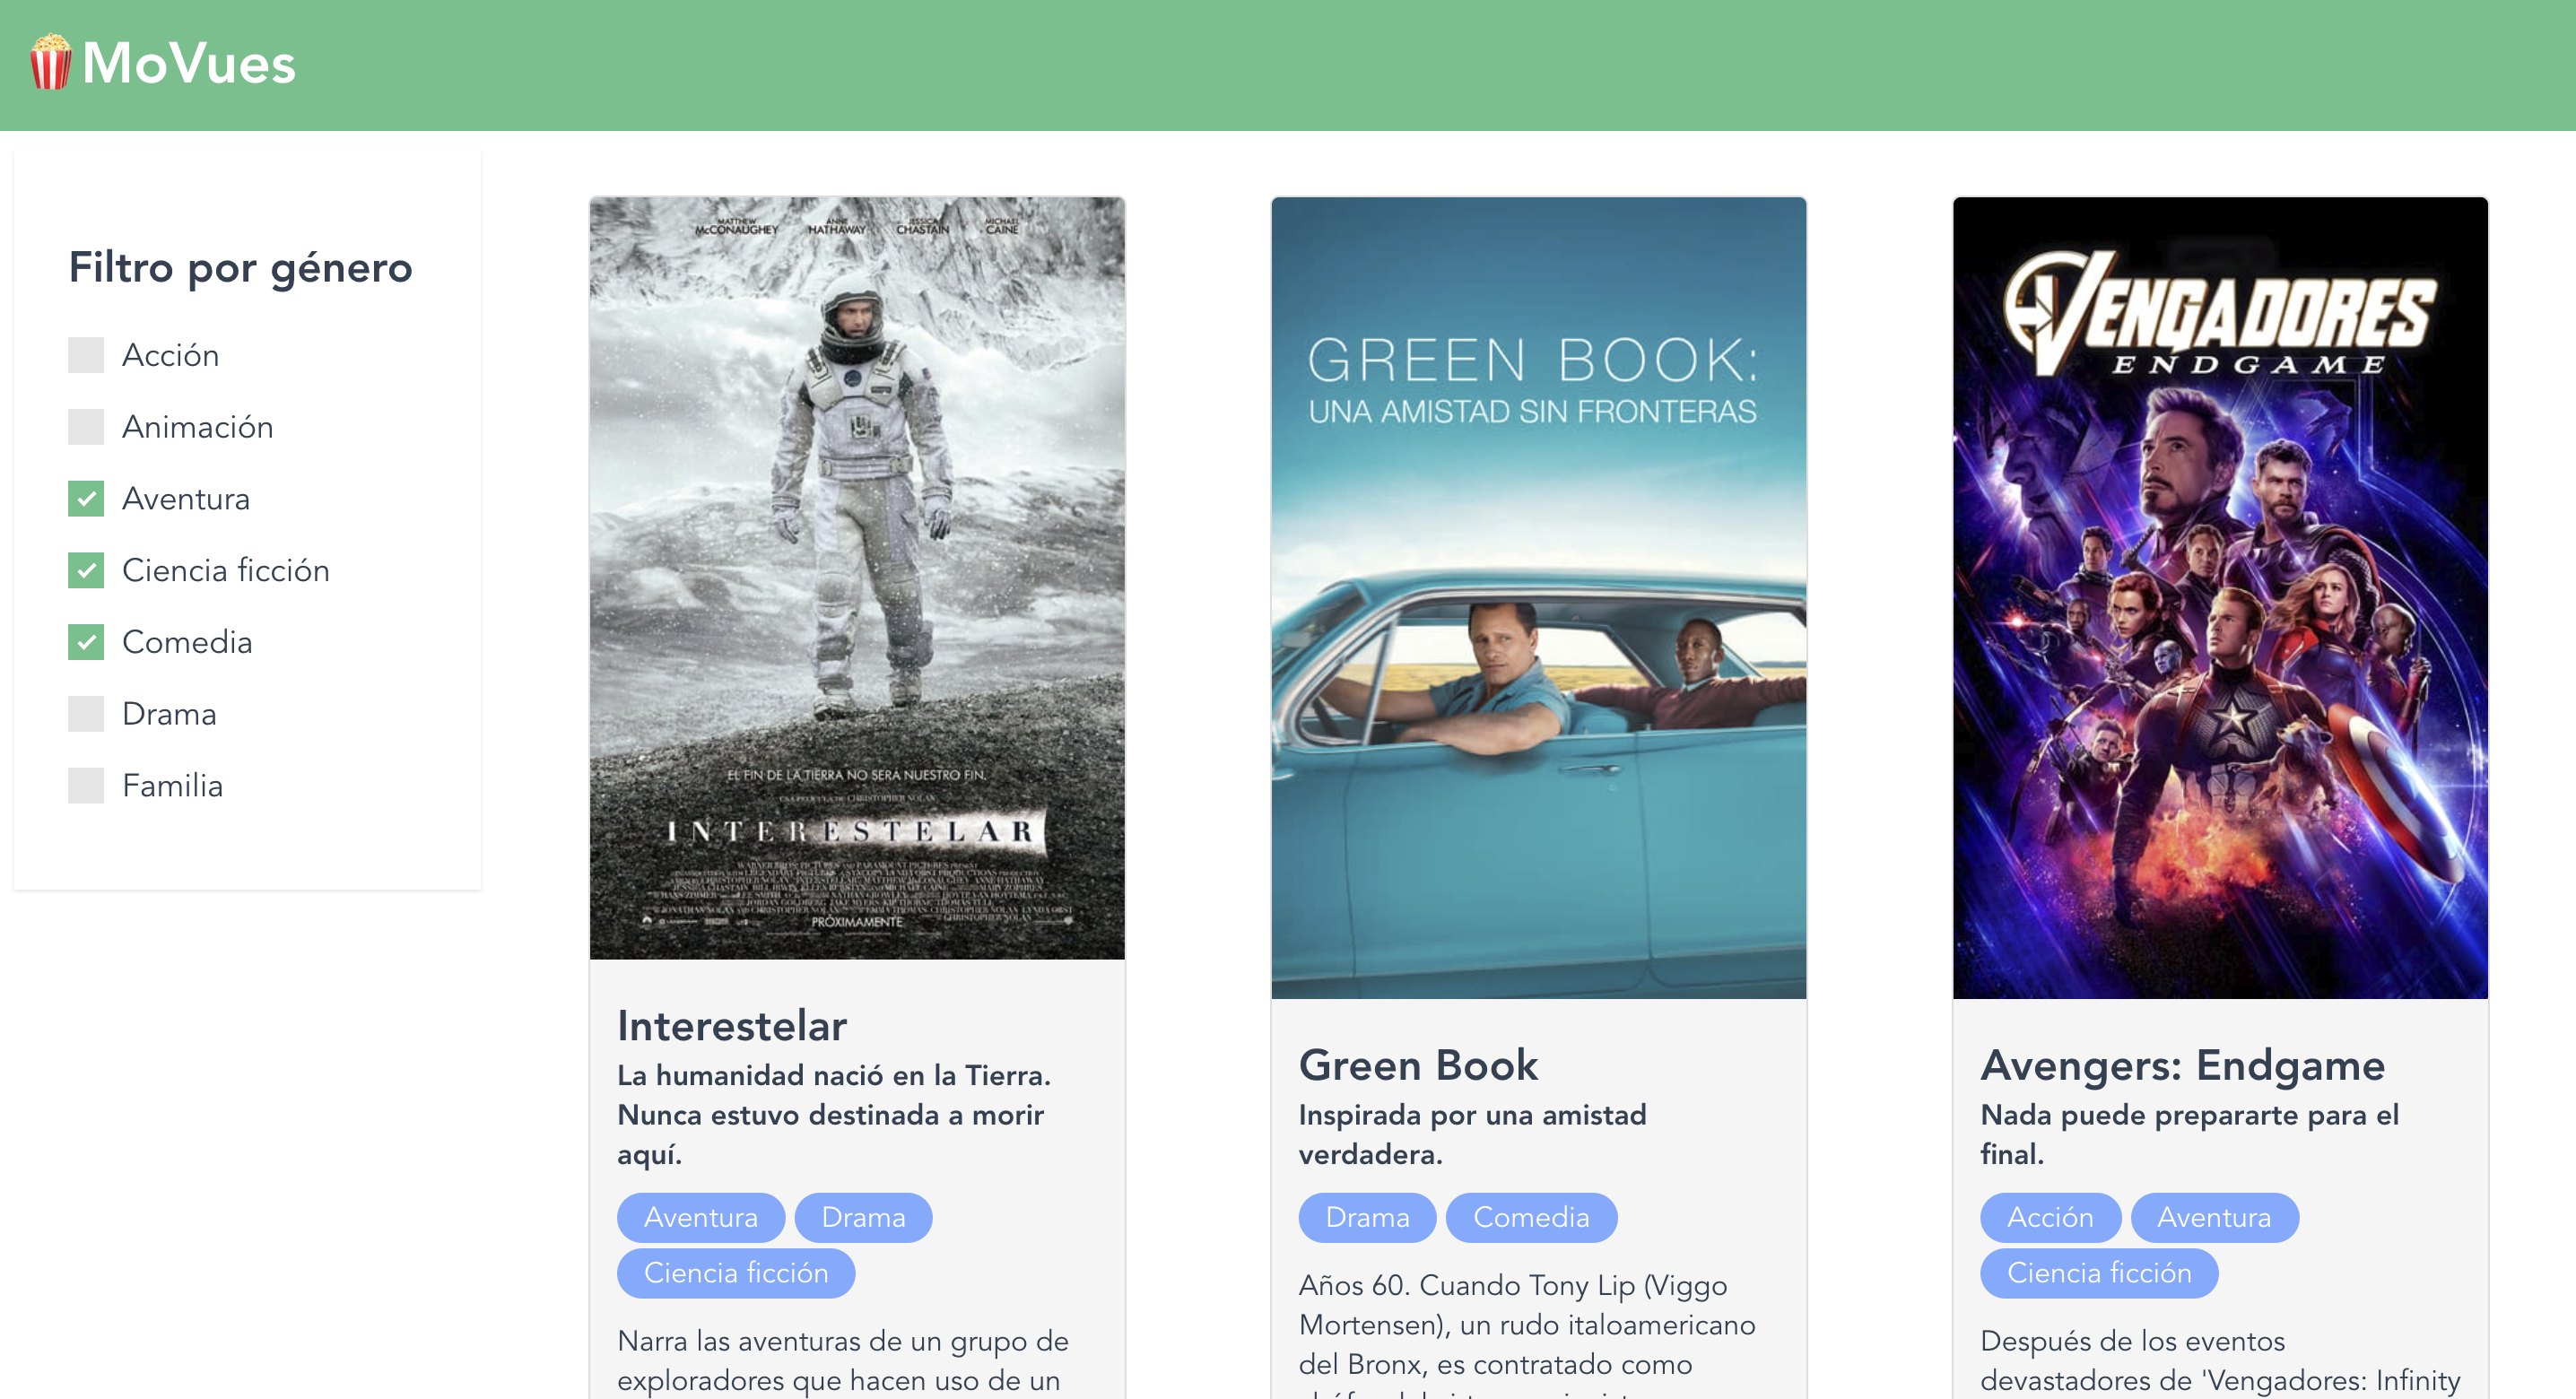 MoVues
Filtro por género
Acción
Animación
Aventura
Ciencia ficción
Comedia
Drama
Familia
MATTHEW McCONAUGHEY ANNE HATHAWAY JESSICA CHASTAIN MICHAEL CAINE
EL FIN DE LA TIERRA NO SERÁ NUESTRO FIN.
UNA PELÍCULA DE CHRISTOPHER NOLAN
INTERESTELAR
PRÓXIMAMENTE
Interestelar
La humanidad nació en la Tierra.
Nunca estuvo destinada a morir
aquí.
Aventura Drama
Ciencia ficción
Narra las aventuras de un grupo de
exploradores que hacen uso de un
GREEN BOOK:
UNA AMISTAD SIN FRONTERAS
Green Book
Inspirada por una amistad
verdadera.
Drama Comedia
Años 60. Cuando Tony Lip (Viggo
Mortensen), un rudo italoamericano
del Bronx, es contratado como
VENGADORES
ENDGAME
Avengers: Endgame
Nada puede prepararte para el
final.
Acción Aventura
Ciencia ficción
Después de los eventos
devastadores de 'Vengadores: Infinity